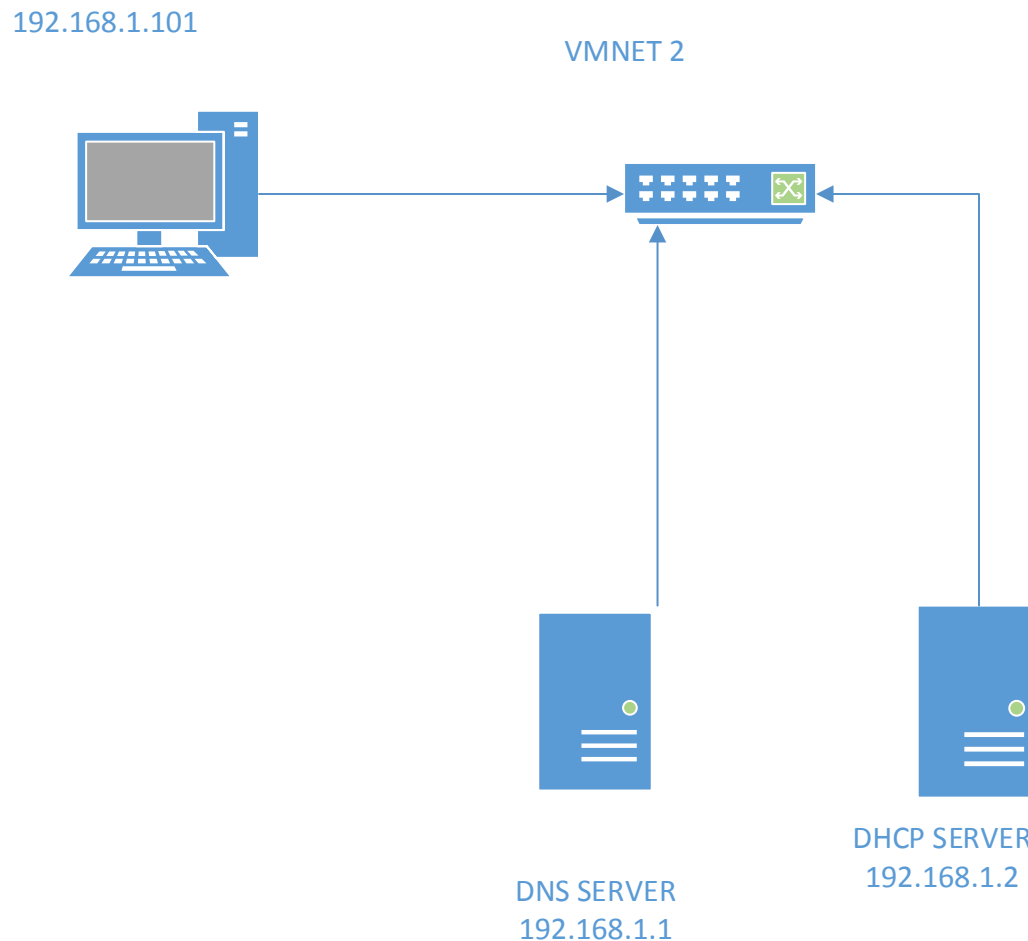 192.168.1.101
VMNET 2
DHCP SERVER
192.168.1.2
DNS SERVER
192.168.1.1